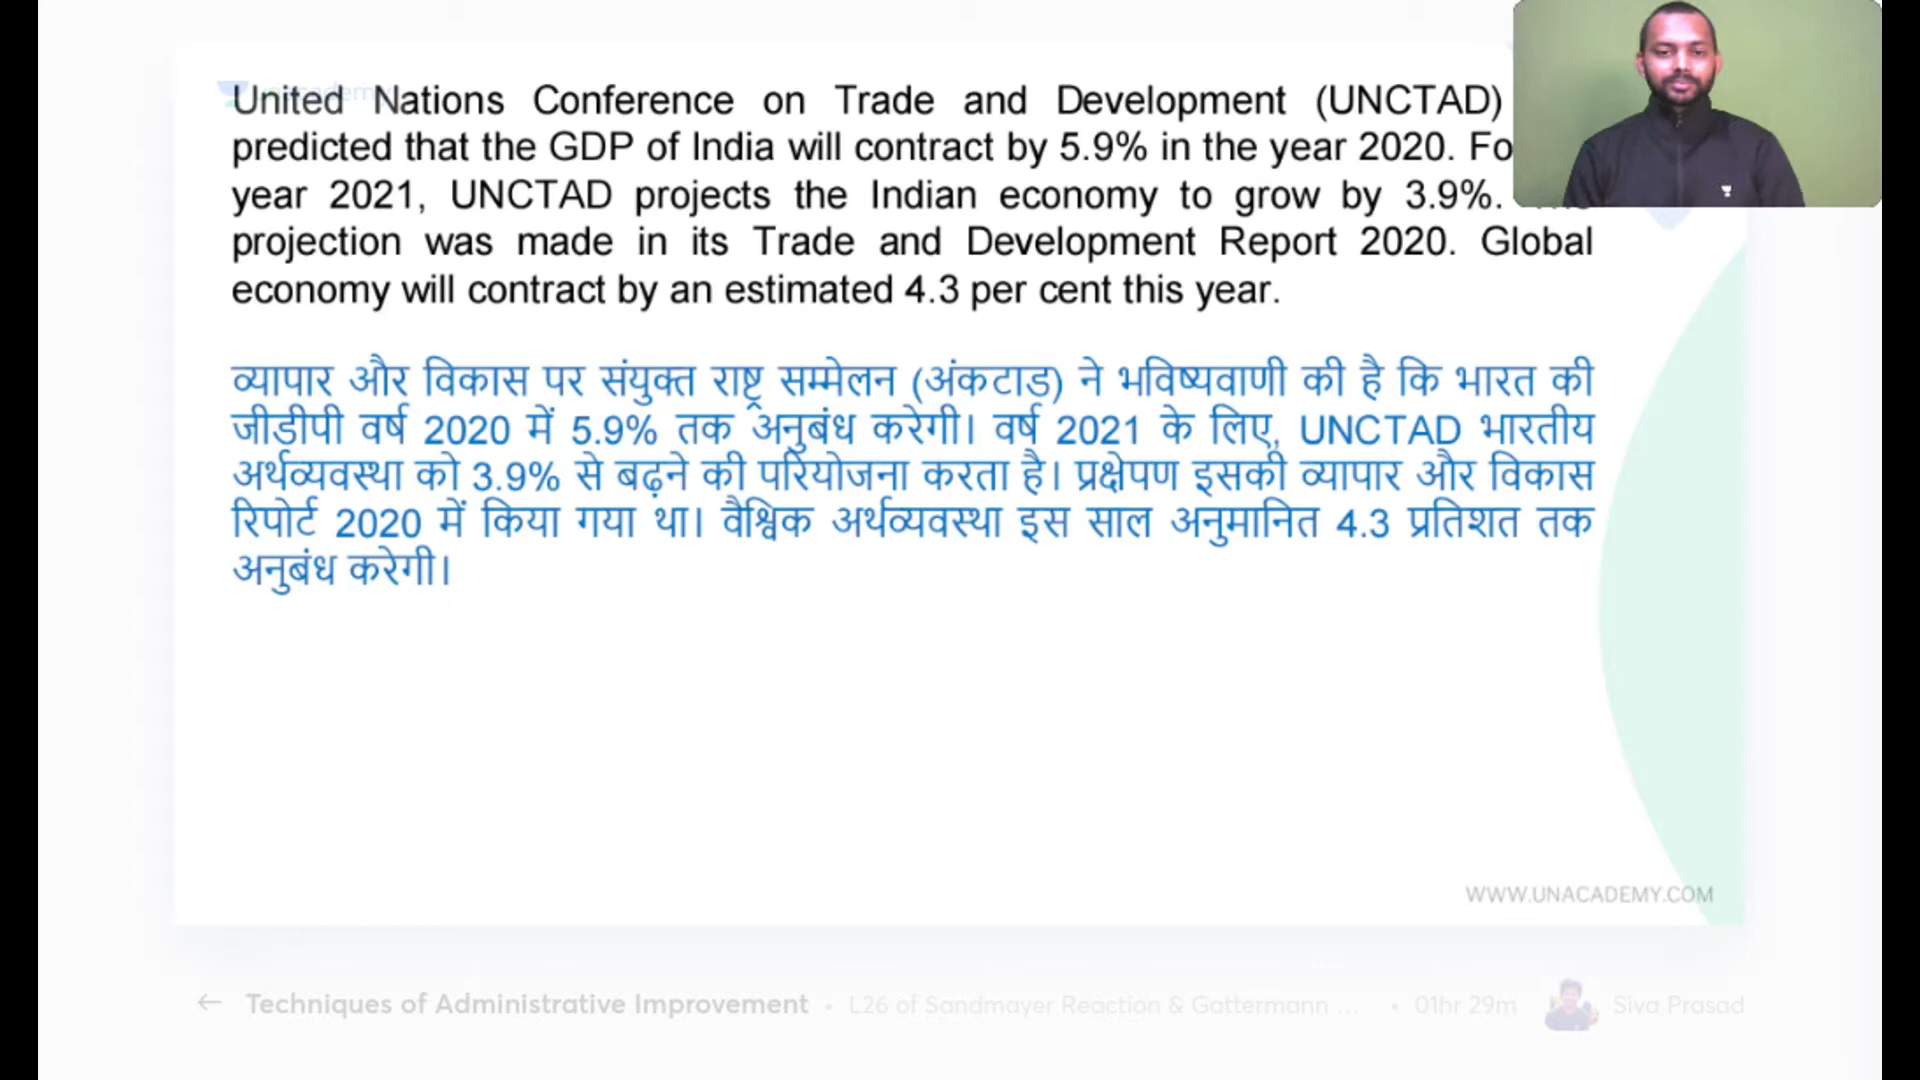 United Nations Conference on Trade and Development (UNCTAD)
predicted that the GDP of India will contract by 5.9% in the year 2020. Fo
year 2021, UNCTAD projects the Indian economy to grow by 3.9%.
projection was made in its Trade and Development Report 2020. Global
economy will contract by an estimated 4.3 per cent this year.
व्यापार और विकास पर संयुक्त राष्ट्र सम्मेलन (अंकटाड) ने भविष्यवाणी की है कि भारत की
जीडीपी वर्ष 2020 में 5.9% तक अनुबंध करेगी। वर्ष 2021 के लिए, UNCTAD भारतीय
अर्थव्यवस्था को 3.9% से बढ़ने की परियोजना करता है। प्रक्षेपण इसकी व्यापार और विकास
रिपोर्ट 2020 में किया गया था। वैश्विक अर्थव्यवस्था इस साल अनुमानित 4.3 प्रतिशत तक
अनुबंध करेगी।
WWW.UNACADEMY.COM
← Techniques of Administrative Improvement • L26 of Sandmayer Reaction & Gattermann ... • 01hr 29m Siva Prasad